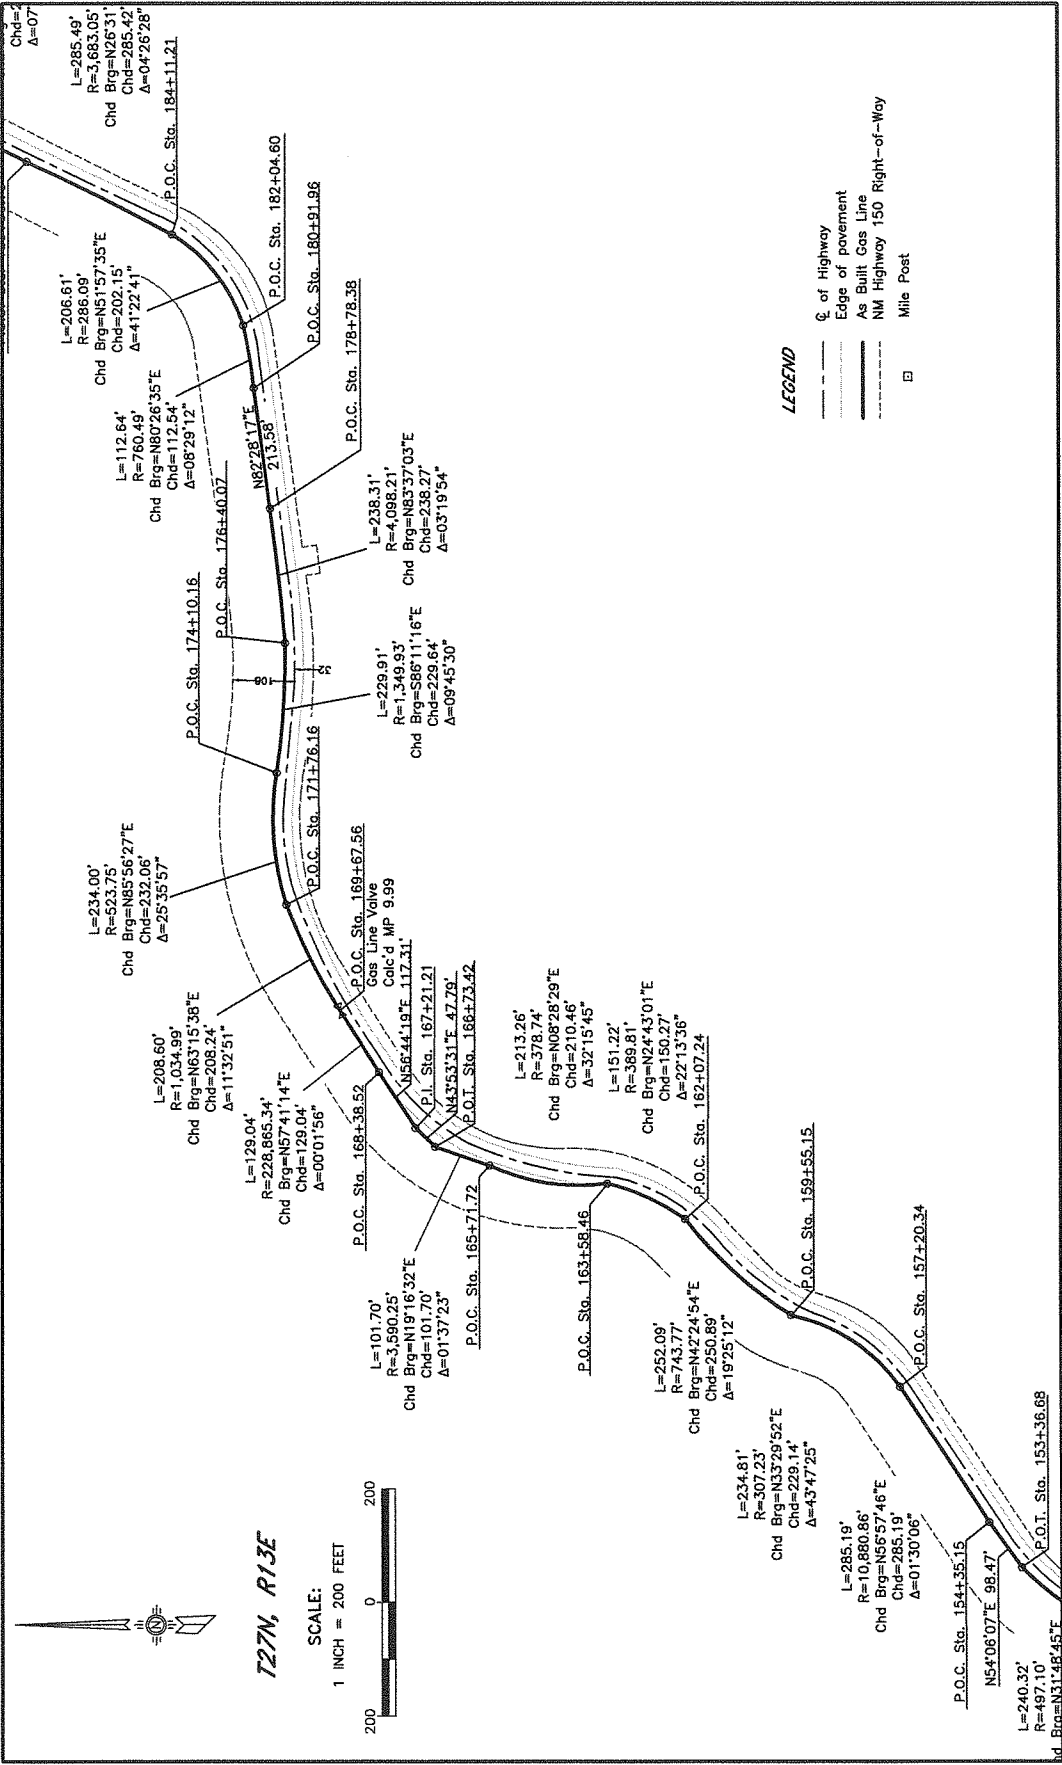 T27N, R13E
SCALE:
1 INCH = 200 FEET
200
0
200
N
L=240.32'
R=497.10'
Brg=N31°48'45"E
N54°06'07"E 98.47'
P.O.T. Sta. 153+36.68
P.O.C. Sta. 154+35.15
L=285.19'
R=10,880.86'
Chd Brg=N56°57'46"E
Chd=285.19'
Δ=01°30'06"
P.O.C. Sta. 157+20.34
L=234.81'
R=307.23'
Chd Brg=N33°29'52"E
Chd=229.14'
Δ=43°47'25"
P.O.C. Sta. 159+55.15
L=252.09'
R=743.77'
Chd Brg=N42°24'54"E
Chd=250.89'
Δ=19°25'12"
P.O.C. Sta. 162+07.24
L=151.22'
R=389.81'
Chd Brg=N24°43'01"E
Chd=150.27'
Δ=22°13'36"
P.O.C. Sta. 163+58.46
L=213.26'
R=378.74'
Chd Brg=N08°28'29"E
Chd=210.46'
Δ=32°15'45"
P.O.C. Sta. 165+71.72
L=101.70'
R=3,590.25'
Chd Brg=N19°16'32"E
Chd=101.70'
Δ=01°37'23"
P.O.T. Sta. 166+73.42
N43°53'31"E 47.79'
P.I. Sta. 167+21.21
N56°44'19"E 117.31'
P.O.C. Sta. 168+38.52
L=129.04'
R=228,865.34'
Chd Brg=N57°41'14"E
Chd=129.04'
Δ=00°01'56"
P.O.C. Sta. 169+67.56
Gas Line Valve
Calc'd MP 9.99
L=208.60'
R=1,034.99'
Chd Brg=N63°15'38"E
Chd=208.24'
Δ=11°32'51"
P.O.C. Sta. 171+76.16
L=234.00'
R=523.75'
Chd Brg=N85°56'27"E
Chd=232.06'
Δ=25°35'57"
P.O.C. Sta. 174+10.16
L=229.91'
R=1,349.93'
Chd Brg=S86°11'16"E
Chd=229.64'
Δ=09°45'30"
108
32
P.O.C. Sta. 176+40.07
L=238.31'
R=4,098.21'
Chd Brg=N83°37'03"E
Chd=238.27'
Δ=03°19'54"
P.O.C. Sta. 178+78.38
N82°28'17"E
213.58'
P.O.C. Sta. 180+91.96
L=112.64'
R=760.49'
Chd Brg=N80°26'35"E
Chd=112.54'
Δ=08°29'12"
P.O.C. Sta. 182+04.60
L=206.61'
R=286.09'
Chd Brg=N51°57'35"E
Chd=202.15'
Δ=41°22'41"
P.O.C. Sta. 184+11.21
L=285.49'
R=3,683.05'
Chd Brg=N26°31'
Chd=285.42'
Δ=04°26'28"
Chd=2
Δ=07°
LEGEND
℄ of Highway
Edge of pavement
As Built Gas Line
NM Highway 150 Right-of-Way
Mile Post